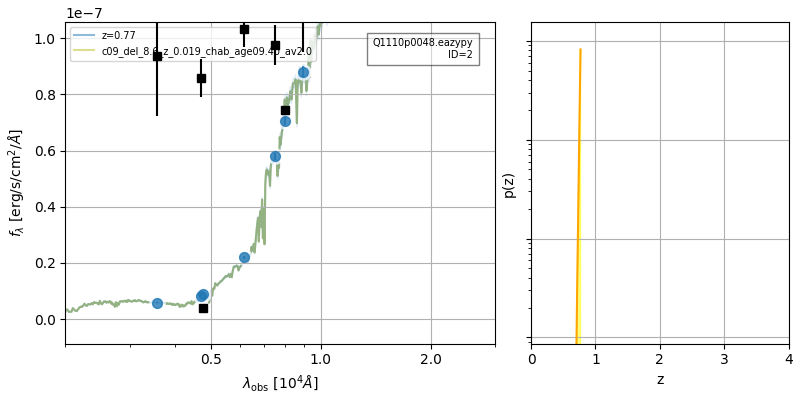 1e−7
z=0.77
c09_del_8.6_z_0.019_chab_age09.40_av2.0
Q1110p0048.eazypy
ID=2
1.0
0.8
0.6
0.4
0.2
0.0
fλ [erg/s/cm²/Å]
0.5 1.0 2.0
λobs [10⁴Å]
p(z)
0 1 2 3 4
z